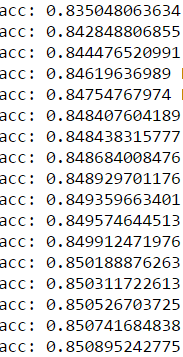 acc: 0.835048063634
acc: 0.842848806855
acc: 0.844476520991
acc: 0.84619636989
acc: 0.84754767974
acc: 0.848407604189
acc: 0.848438315777
acc: 0.848684008476
acc: 0.848929701176
acc: 0.849359663401
acc: 0.849574644513
acc: 0.849912471976
acc: 0.850188876263
acc: 0.850311722613
acc: 0.850526703725
acc: 0.850741684838
acc: 0.850895242775